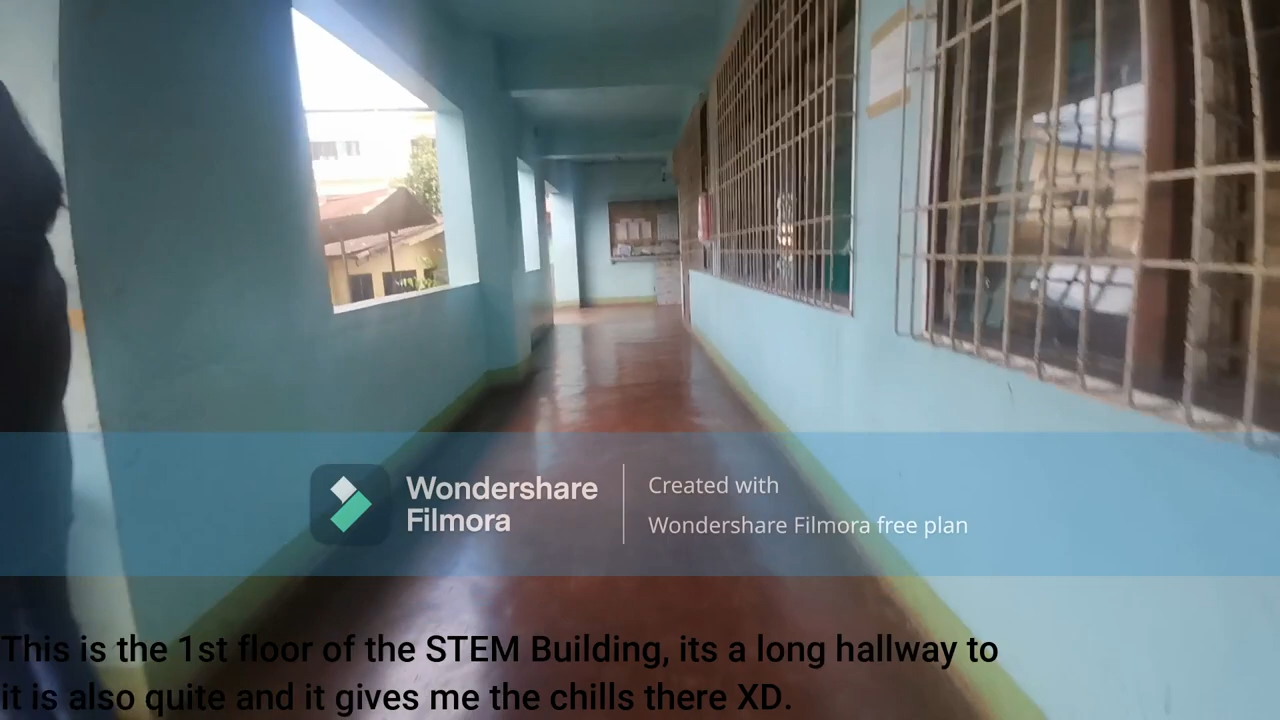 Wondershare
Filmora
Created with
Wondershare Filmora free plan
This is the 1st floor of the STEM Building, its a long hallway to
it is also quite and it gives me the chills there XD.